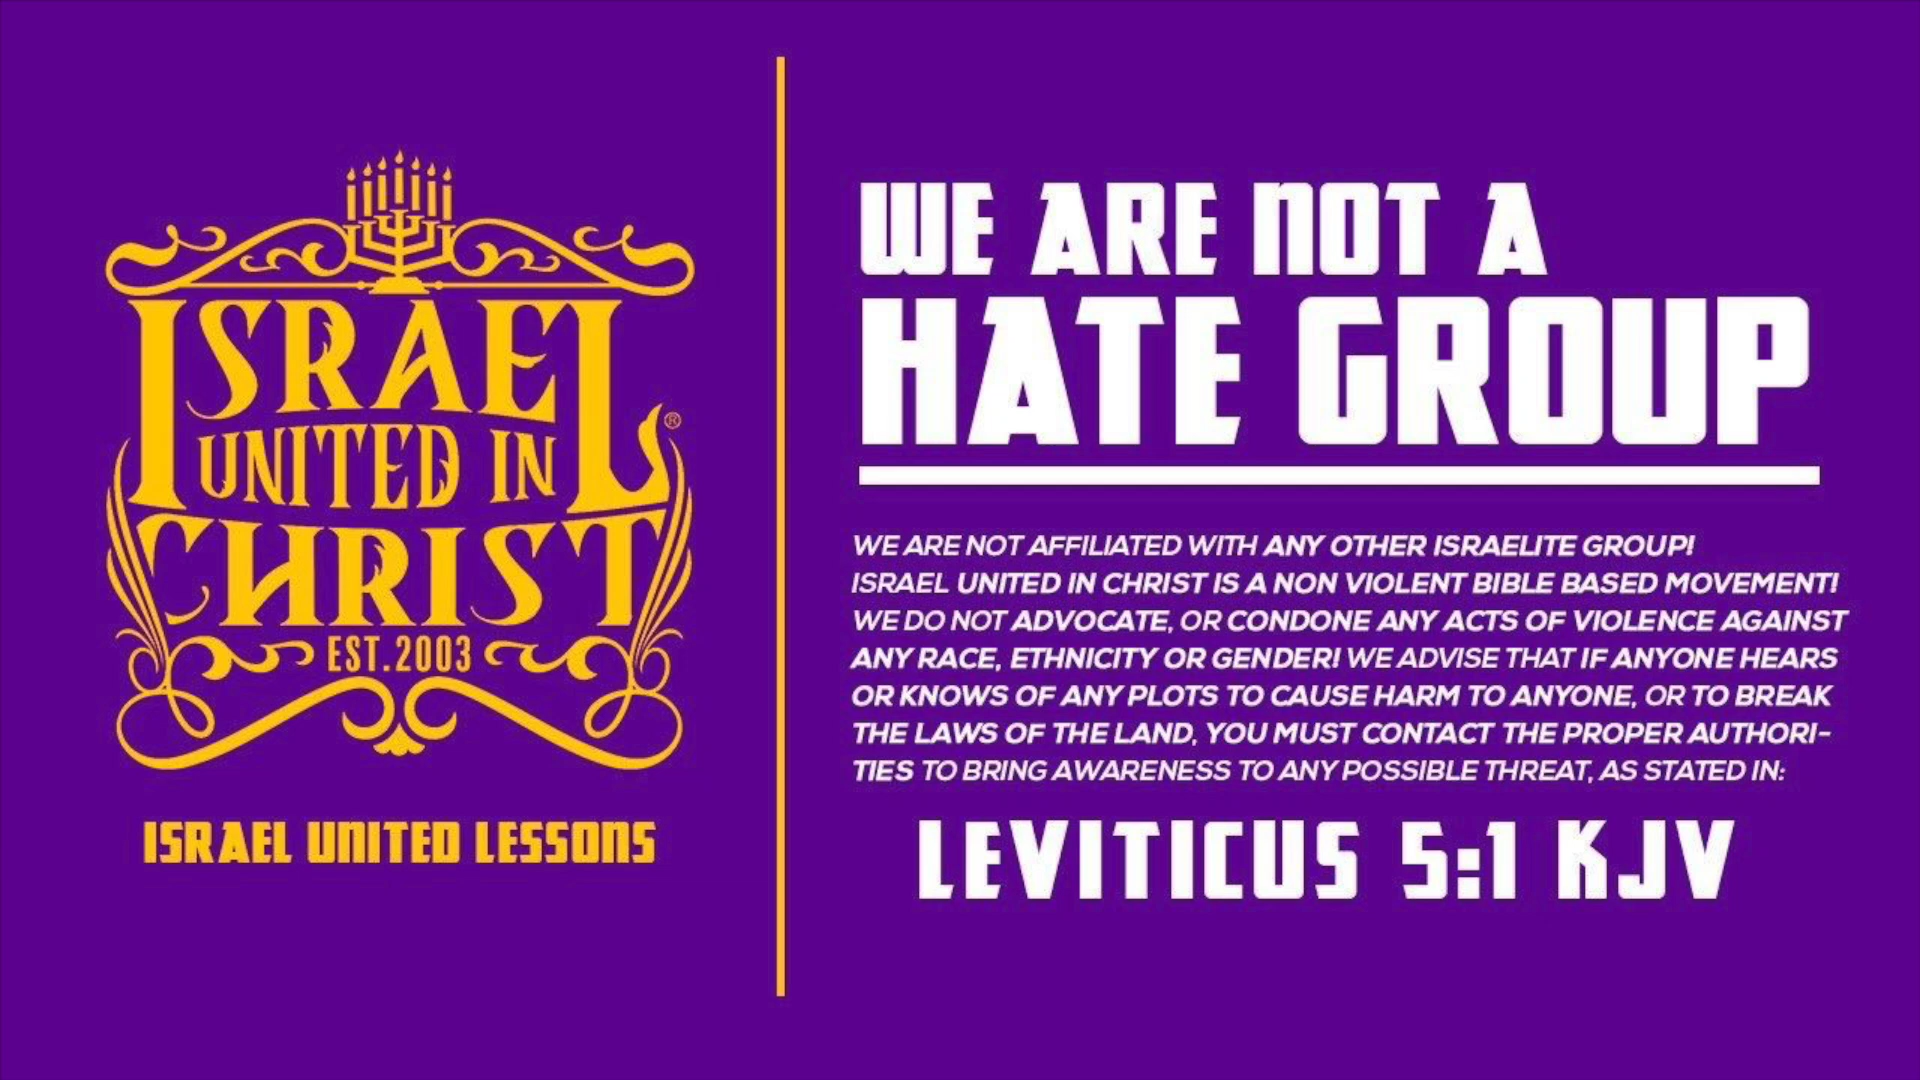 ISRAEL
UNITED IN
CHRIST
®
EST.2003
ISRAEL UNITED LESSONS
WE ARE NOT A
HATE GROUP
WE ARE NOT AFFILIATED WITH ANY OTHER ISRAELITE GROUP!
ISRAEL UNITED IN CHRIST IS A NON VIOLENT BIBLE BASED MOVEMENT!
WE DO NOT ADVOCATE, OR CONDONE ANY ACTS OF VIOLENCE AGAINST
ANY RACE, ETHNICITY OR GENDER! WE ADVISE THAT IF ANYONE HEARS
OR KNOWS OF ANY PLOTS TO CAUSE HARM TO ANYONE, OR TO BREAK
THE LAWS OF THE LAND, YOU MUST CONTACT THE PROPER AUTHORI-
TIES TO BRING AWARENESS TO ANY POSSIBLE THREAT, AS STATED IN:
LEVITICUS 5:1 KJV